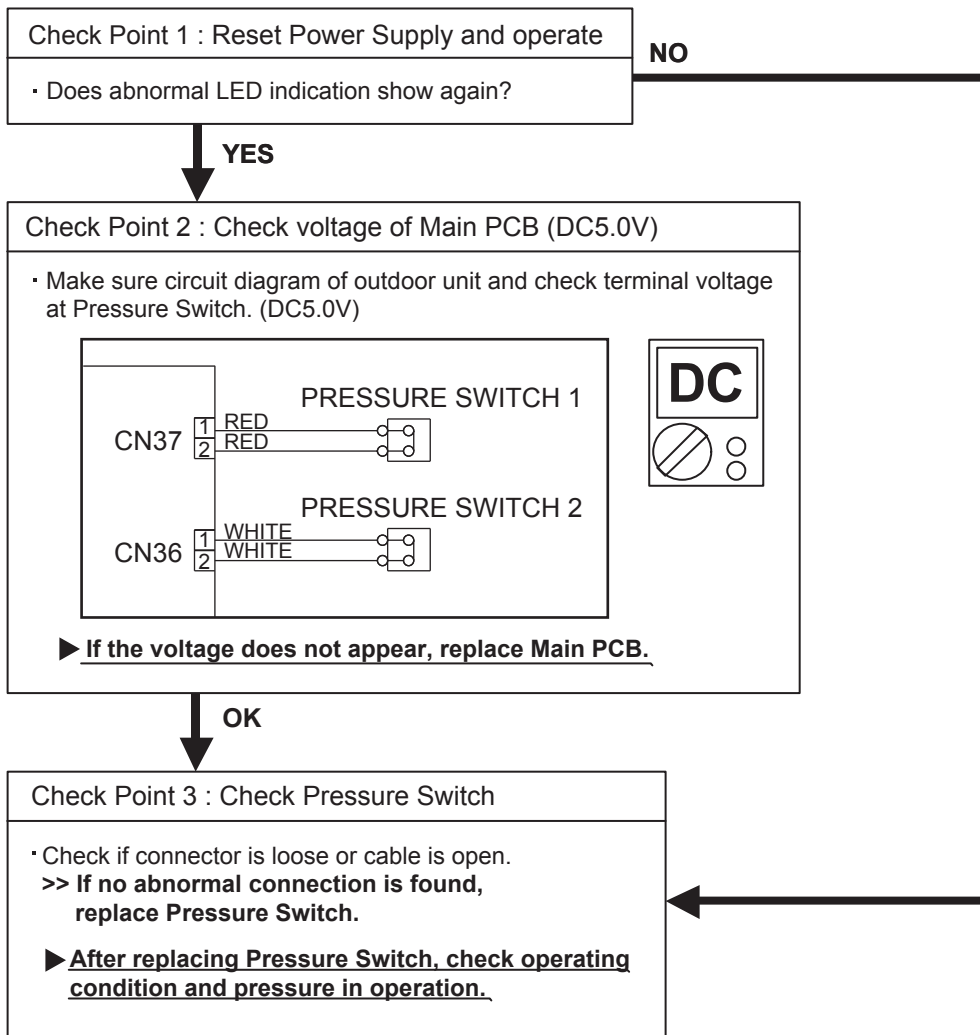 Check Point 1 : Reset Power Supply and operate
NO
· Does abnormal LED indication show again?
YES
Check Point 2 : Check voltage of Main PCB (DC5.0V)
· Make sure circuit diagram of outdoor unit and check terminal voltage
at Pressure Switch. (DC5.0V)
PRESSURE SWITCH 1
CN37
1 RED
2 RED
PRESSURE SWITCH 2
CN36
1 WHITE
2 WHITE
DC
▶ If the voltage does not appear, replace Main PCB.
OK
Check Point 3 : Check Pressure Switch
· Check if connector is loose or cable is open.
>> If no abnormal connection is found,
replace Pressure Switch.
▶ After replacing Pressure Switch, check operating
condition and pressure in operation.